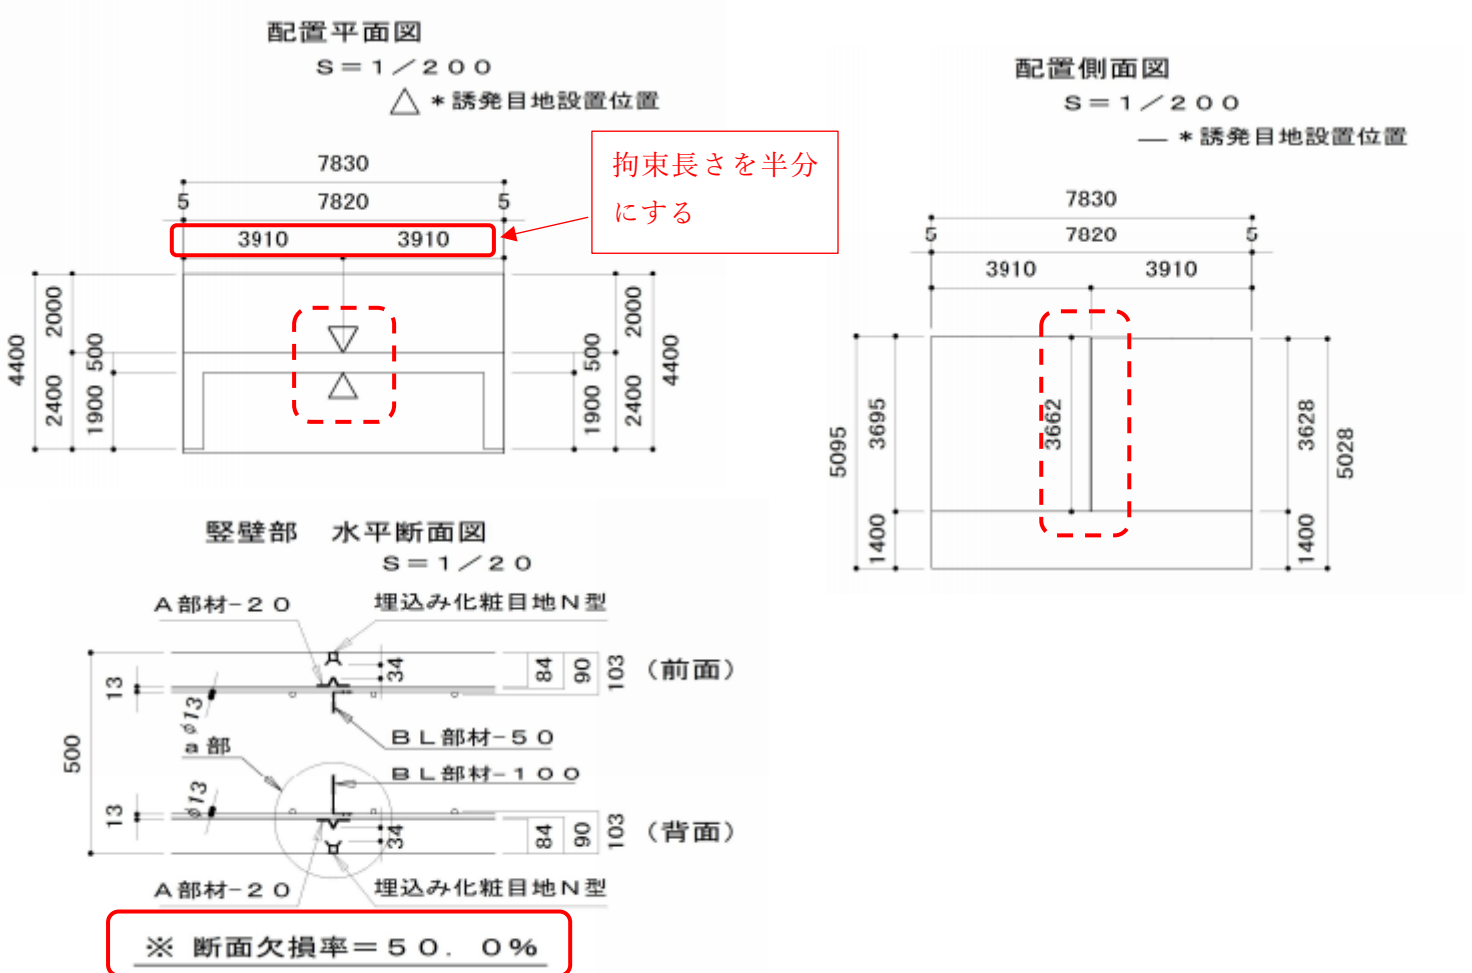 配置平面図
S=1/200
△*誘発目地設置位置
7830
5 7820 5
3910 3910
拘束長さを半分
にする
4400
2000
2400
500
1900
500
1900
2000
2400
4400
配置側面図
S=1/200
— *誘発目地設置位置
7830
5 7820 5
3910 3910
5095
3695
1400
3662
3628
1400
5028
竪壁部 水平断面図
S=1/20
A部材-20
埋込み化粧目地N型
34
84
90
103
(前面)
13
φ13
a部
BL部材-50
500
BL部材-100
13
φ13
34
84
90
103
(背面)
A部材-20
埋込み化粧目地N型
※ 断面欠損率=50. 0%